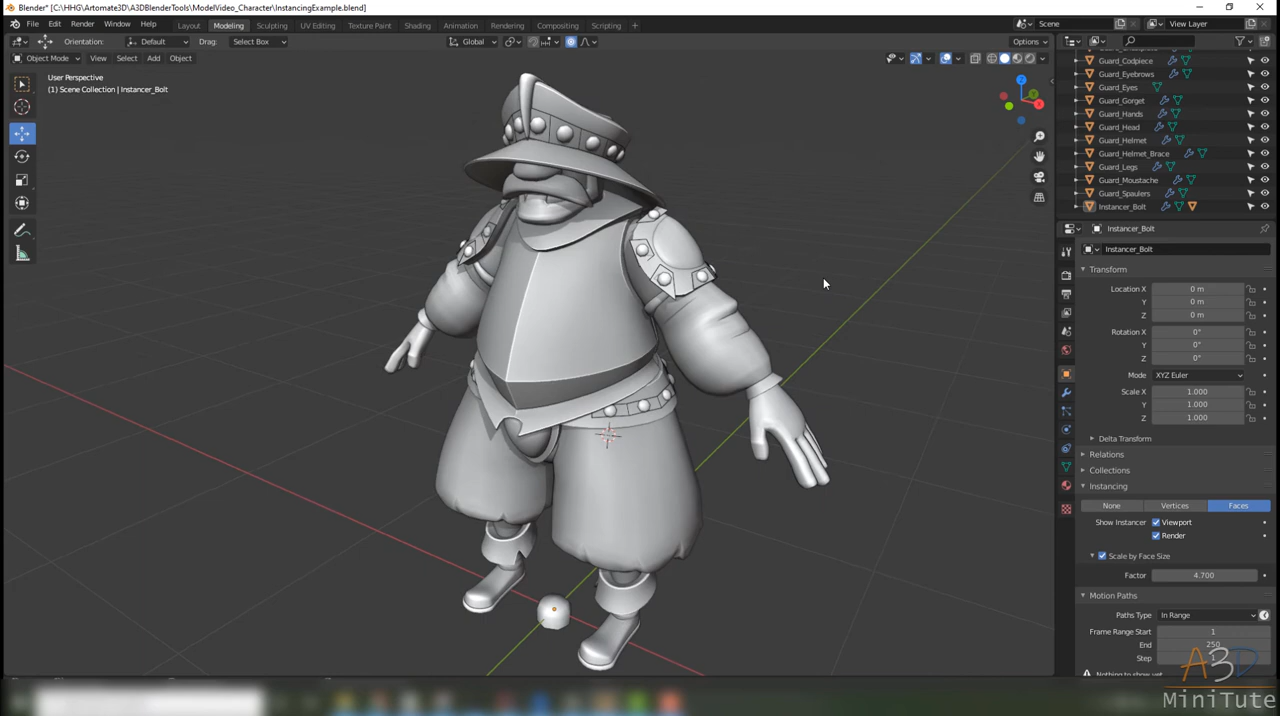 Blender* [C:\HHG\Artomate3D\A3DBlenderTools\ModelVideo_Character\InstancingExample.blend]
File Edit Render Window Help Layout Modeling Sculpting UV Editing Texture Paint Shading Animation Rendering Compositing Scripting + Scene View Layer
Orientation: Default Drag: Select Box Global Options
Object Mode View Select Add Object
User Perspective
(1) Scene Collection | Instancer_Bolt
Guard_Codpiece
Guard_Eyebrows
Guard_Eyes
Guard_Gorget
Guard_Hands
Guard_Head
Guard_Helmet
Guard_Helmet_Brace
Guard_Legs
Guard_Moustache
Guard_Spaulers
Instancer_Bolt
Instancer_Bolt
Instancer_Bolt
Transform
Location X 0 m
Y 0 m
Z 0 m
Rotation X 0°
Y 0°
Z 0°
Mode XYZ Euler
Scale X 1.000
Y 1.000
Z 1.000
Delta Transform
Relations
Collections
Instancing
None Vertices Faces
Show Instancer Viewport
Render
Scale by Face Size
Factor 4.700
Motion Paths
Paths Type In Range
Frame Range Start 1
End 250
Step
Nothing to show yet
A3D
MiniTute